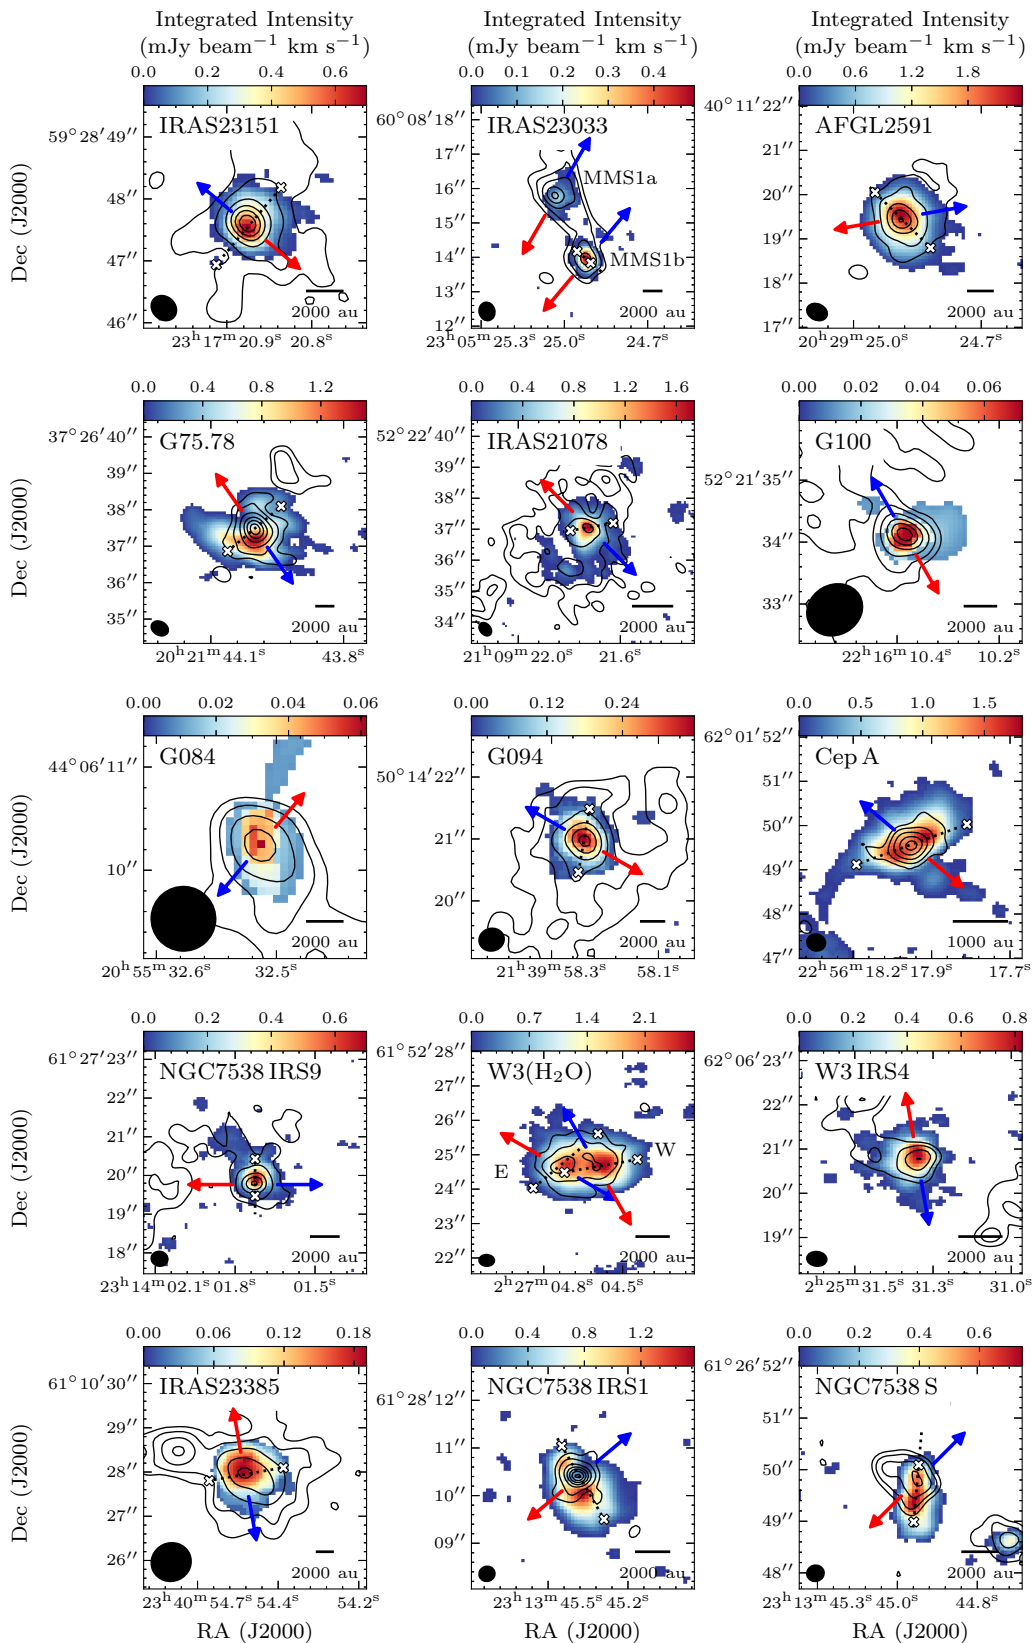 Integrated Intensity Integrated Intensity Integrated Intensity
(mJy beam⁻¹ km s⁻¹) (mJy beam⁻¹ km s⁻¹) (mJy beam⁻¹ km s⁻¹)
0.0 0.2 0.4 0.6 0.0 0.1 0.2 0.3 0.4 0.0 0.6 1.2 1.8
IRAS23151 IRAS23033 AFGL2591
59°28′49″ 48″ 47″ 46″
Dec (J2000)
2000 au
23ʰ17ᵐ20.9ˢ 20.8ˢ
60°08′18″ 17″ 16″ 15″ 14″ 13″ 12″
MMS1a
MMS1b
2000 au
23ʰ05ᵐ25.3ˢ 25.0ˢ 24.7ˢ
40°11′22″ 21″ 20″ 19″ 18″ 17″
2000 au
20ʰ29ᵐ25.0ˢ 24.7ˢ
0.0 0.4 0.8 1.2 0.0 0.4 0.8 1.2 1.6 0.00 0.02 0.04 0.06
G75.78 IRAS21078 G100
37°26′40″ 39″ 38″ 37″ 36″ 35″
Dec (J2000)
2000 au
20ʰ21ᵐ44.1ˢ 43.8ˢ
52°22′40″ 39″ 38″ 37″ 36″ 35″ 34″
2000 au
21ʰ09ᵐ22.0ˢ 21.6ˢ
52°21′35″ 34″ 33″
2000 au
22ʰ16ᵐ10.4ˢ 10.2ˢ
0.00 0.02 0.04 0.06 0.00 0.12 0.24 0.0 0.5 1.0 1.5
G084 G094 Cep A
44°06′11″ 10″
Dec (J2000)
2000 au
20ʰ55ᵐ32.6ˢ 32.5ˢ
50°14′22″ 21″ 20″
2000 au
21ʰ39ᵐ58.3ˢ 58.1ˢ
62°01′52″ 51″ 50″ 49″ 48″ 47″
1000 au
22ʰ56ᵐ18.2ˢ 17.9ˢ 17.7ˢ
0.0 0.2 0.4 0.6 0.0 0.7 1.4 2.1 0.0 0.2 0.4 0.6 0.8
NGC7538 IRS9 W3(H₂O) W3 IRS4
61°27′23″ 22″ 21″ 20″ 19″ 18″
Dec (J2000)
2000 au
23ʰ14ᵐ02.1ˢ 01.8ˢ 01.5ˢ
61°52′28″ 27″ 26″ 25″ 24″ 23″ 22″
E W
2000 au
2ʰ27ᵐ04.8ˢ 04.5ˢ
62°06′23″ 22″ 21″ 20″ 19″
2000 au
2ʰ25ᵐ31.5ˢ 31.3ˢ 31.0ˢ
0.00 0.06 0.12 0.18 0.0 0.4 0.8 1.2 0.0 0.2 0.4 0.6
IRAS23385 NGC7538 IRS1 NGC7538 S
61°10′30″ 29″ 28″ 27″ 26″
Dec (J2000)
2000 au
23ʰ40ᵐ54.7ˢ 54.4ˢ 54.2ˢ
61°28′12″ 11″ 10″ 09″
2000 au
23ʰ13ᵐ45.5ˢ 45.2ˢ
61°26′52″ 51″ 50″ 49″ 48″
2000 au
23ʰ13ᵐ45.3ˢ 45.0ˢ 44.8ˢ
RA (J2000) RA (J2000) RA (J2000)